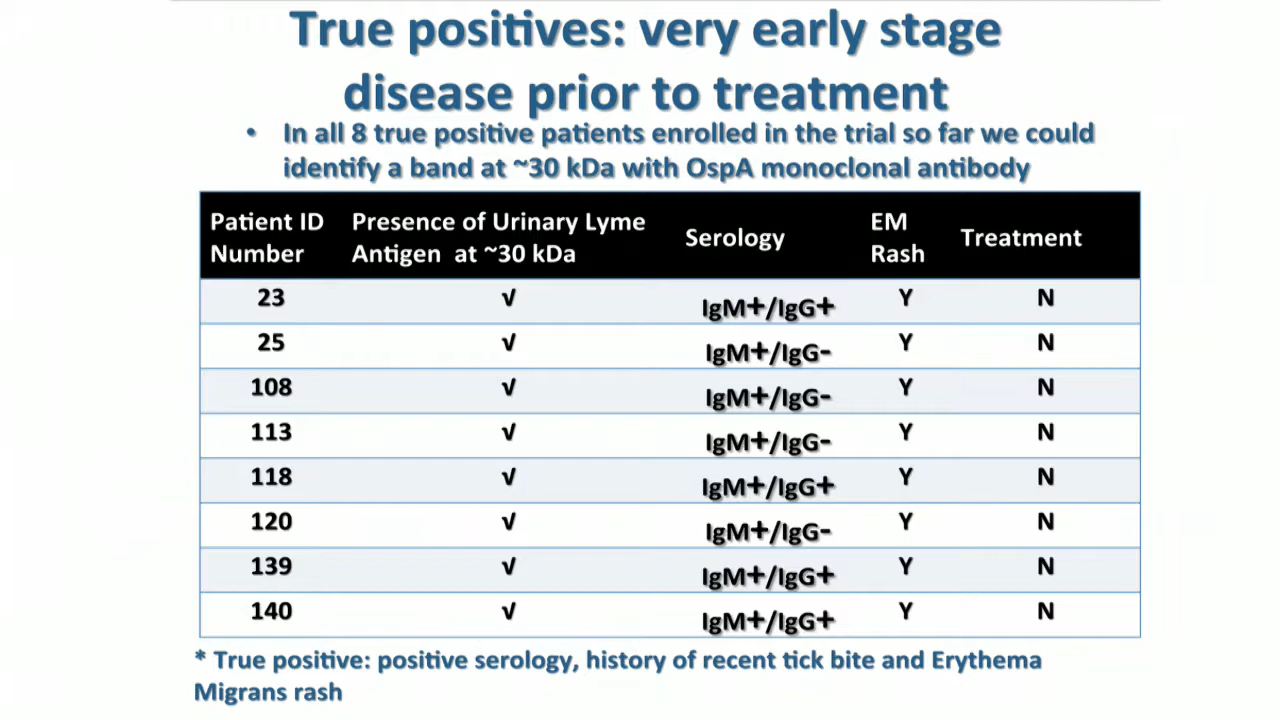 True positives: very early stage
disease prior to treatment
• In all 8 true positive patients enrolled in the trial so far we could
identify a band at ~30 kDa with OspA monoclonal antibody
Patient ID Number Presence of Urinary Lyme Antigen at ~30 kDa Serology EM Rash Treatment
23 √ IgM+/IgG+ Y N
25 √ IgM+/IgG- Y N
108 √ IgM+/IgG- Y N
113 √ IgM+/IgG- Y N
118 √ IgM+/IgG+ Y N
120 √ IgM+/IgG- Y N
139 √ IgM+/IgG+ Y N
140 √ IgM+/IgG+ Y N
* True positive: positive serology, history of recent tick bite and Erythema
Migrans rash